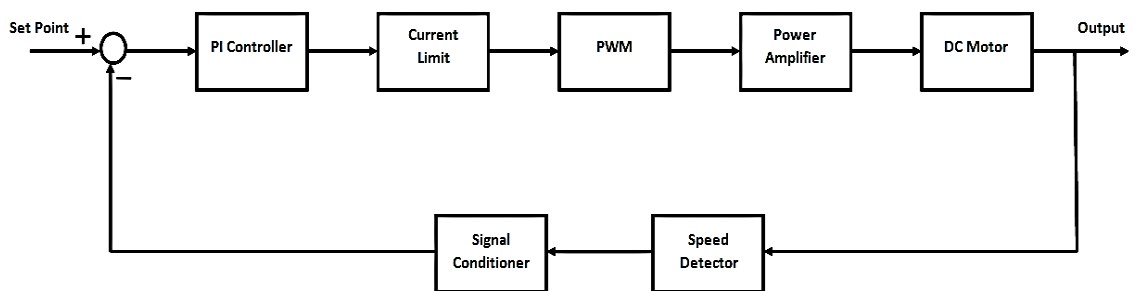 Set Point
+
−
PI Controller
Current
Limit
PWM
Power
Amplifier
DC Motor
Output
Signal
Conditioner
Speed
Detector